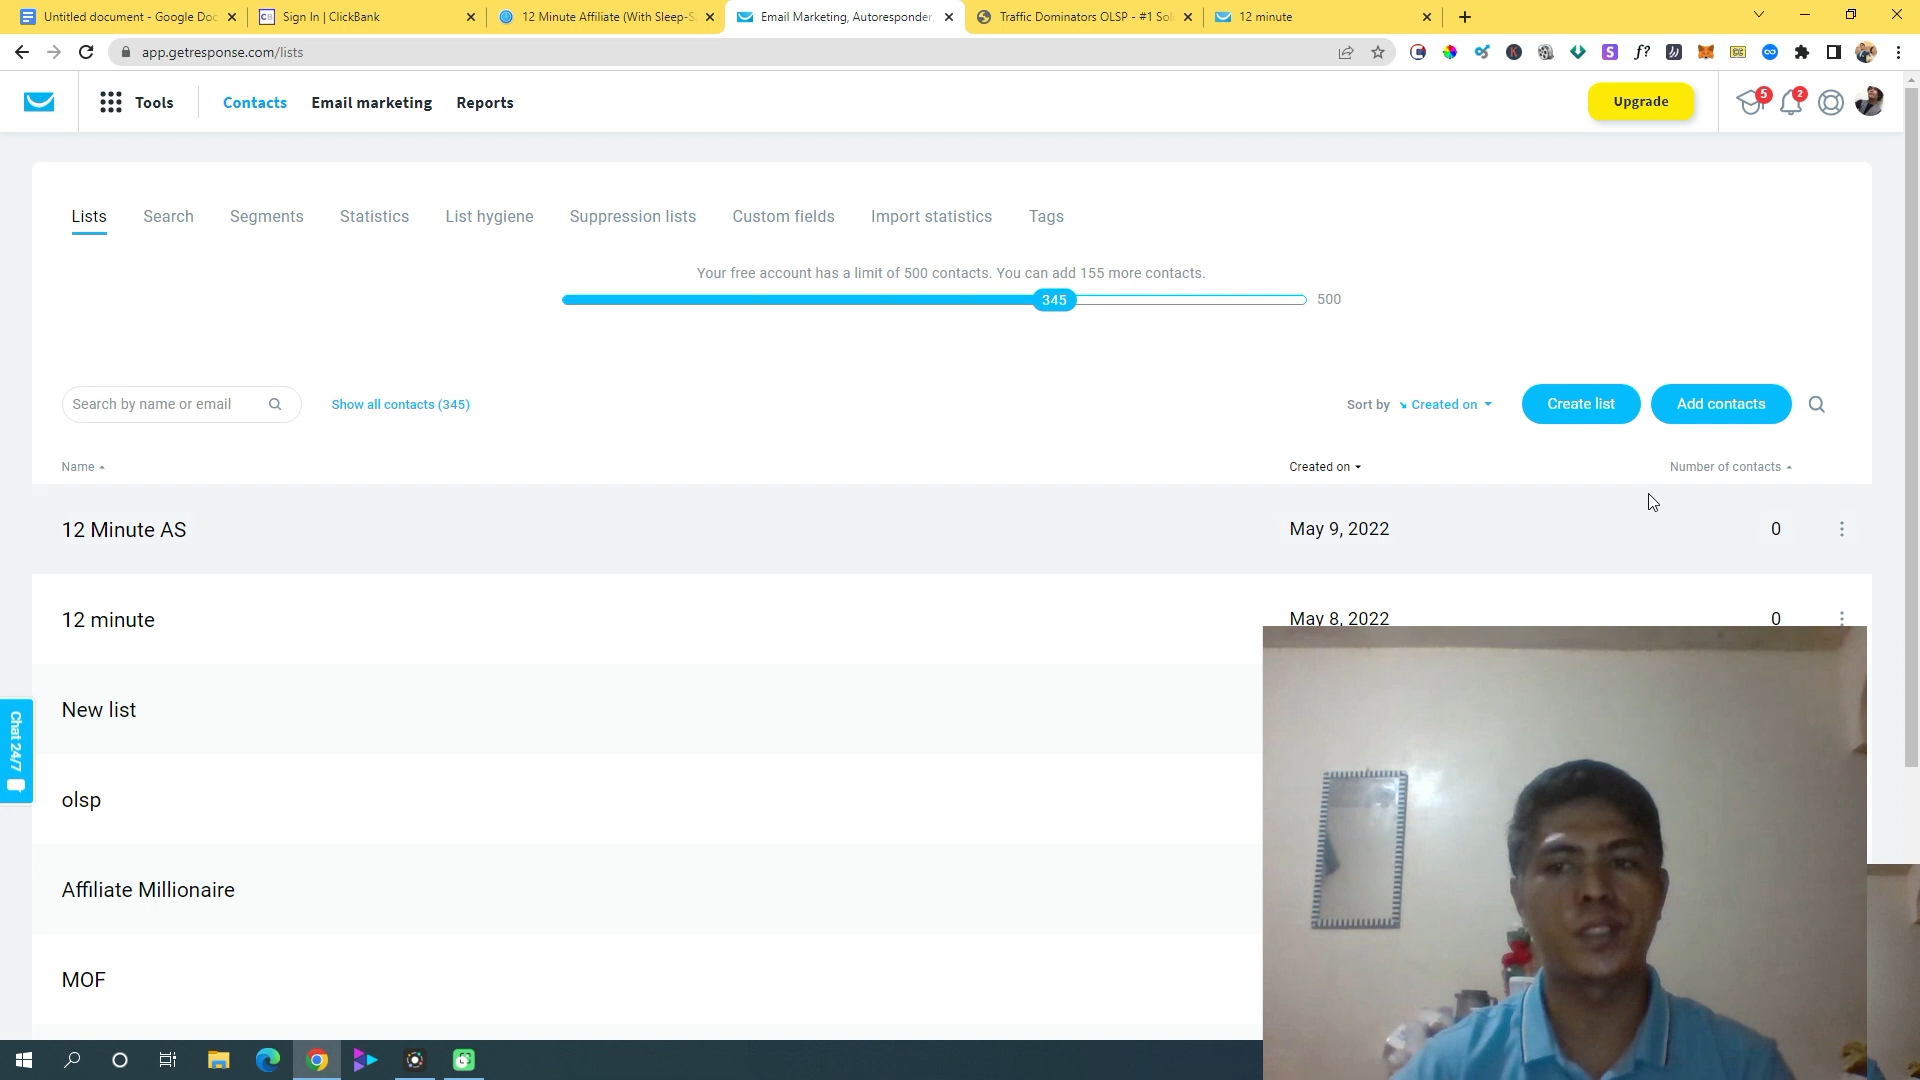 Untitled document - Google Doc
Sign In | ClickBank
12 Minute Affiliate (With Sleep-S
Email Marketing, Autoresponder,
Traffic Dominators OLSP - #1 Sol
12 minute
app.getresponse.com/lists
Tools
Contacts
Email marketing
Reports
Upgrade
5
2
Lists
Search
Segments
Statistics
List hygiene
Suppression lists
Custom fields
Import statistics
Tags
Your free account has a limit of 500 contacts. You can add 155 more contacts.
345
500
Search by name or email
Show all contacts (345)
Sort by
Created on
Create list
Add contacts
Name
Created on
Number of contacts
12 Minute AS
May 9, 2022
0
12 minute
May 8, 2022
0
New list
olsp
Affiliate Millionaire
MOF
Chat 24/7